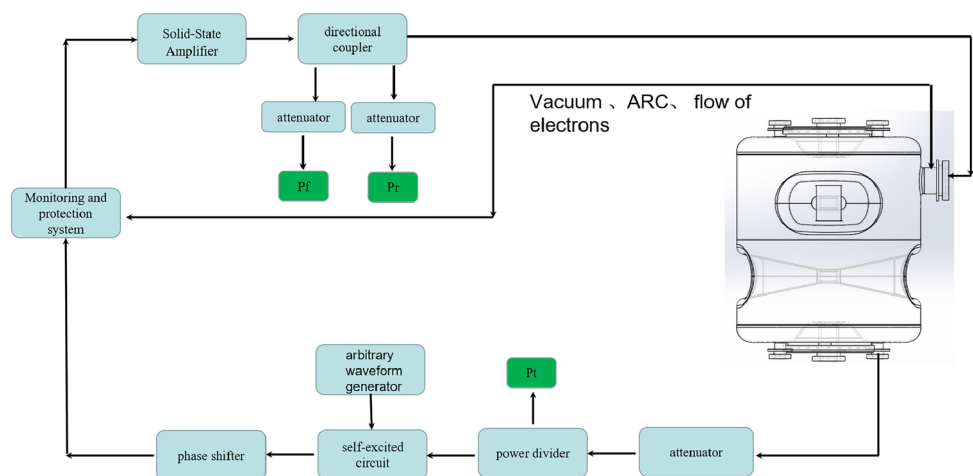 Solid-State
Amplifier
directional
coupler
Vacuum 、ARC、 flow of
electrons
attenuator
attenuator
Pf
Pr
Monitoring and
protection
system
arbitrary
waveform
generator
Pt
phase shifter
self-excited
circuit
power divider
attenuator